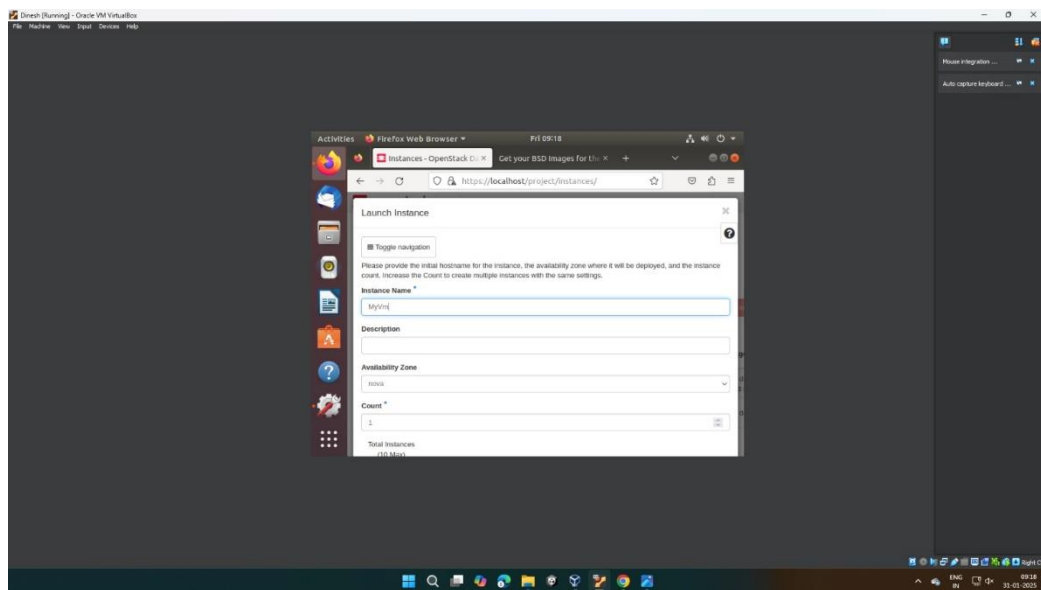 Dinesh [Running] - Oracle VM VirtualBox
File Machine View Input Devices Help
Mouse integration ...
Auto capture keyboard ...
Activities Firefox Web Browser Fri 09:18
Instances - OpenStack Da × Get your BSD Images for the × +
https://localhost/project/instances/
Launch Instance
Toggle navigation
Please provide the initial hostname for the instance, the availability zone where it will be deployed, and the instance
count. Increase the Count to create multiple instances with the same settings.
Instance Name *
MyVm
Description
Availability Zone
nova
Count *
1
Total Instances
(10 Max)
Right C
ENG
IN
09:18
31-01-2025